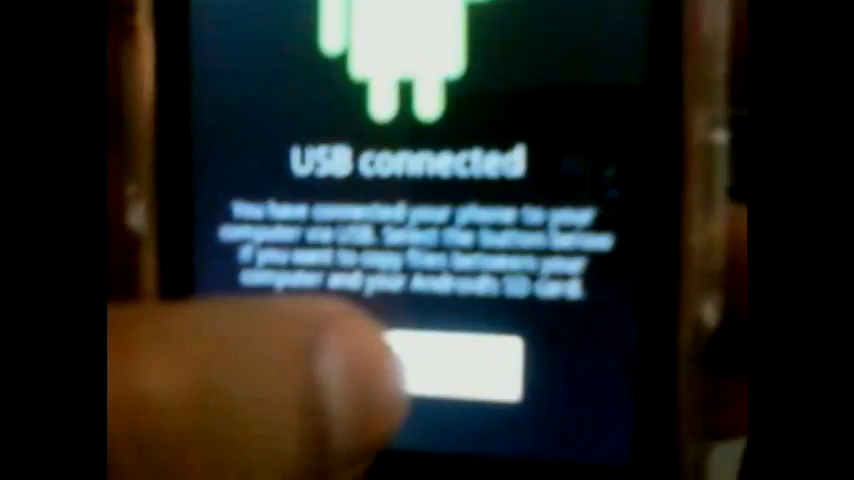 USB connected
You have connected your phone to your
computer via USB. Select the button below
if you want to copy files between your
computer and your Android's SD card.